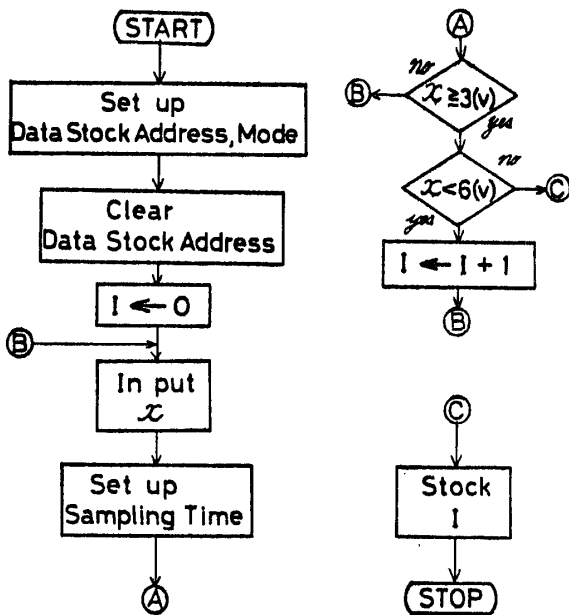 START
Set up
Data Stock Address, Mode
Clear
Data Stock Address
I ← 0
B
In put
x
Set up
Sampling Time
A
A
no
B
x ≧ 3(v)
yes
no
x < 6(v)
C
yes
I ← I + 1
B
C
Stock
I
STOP